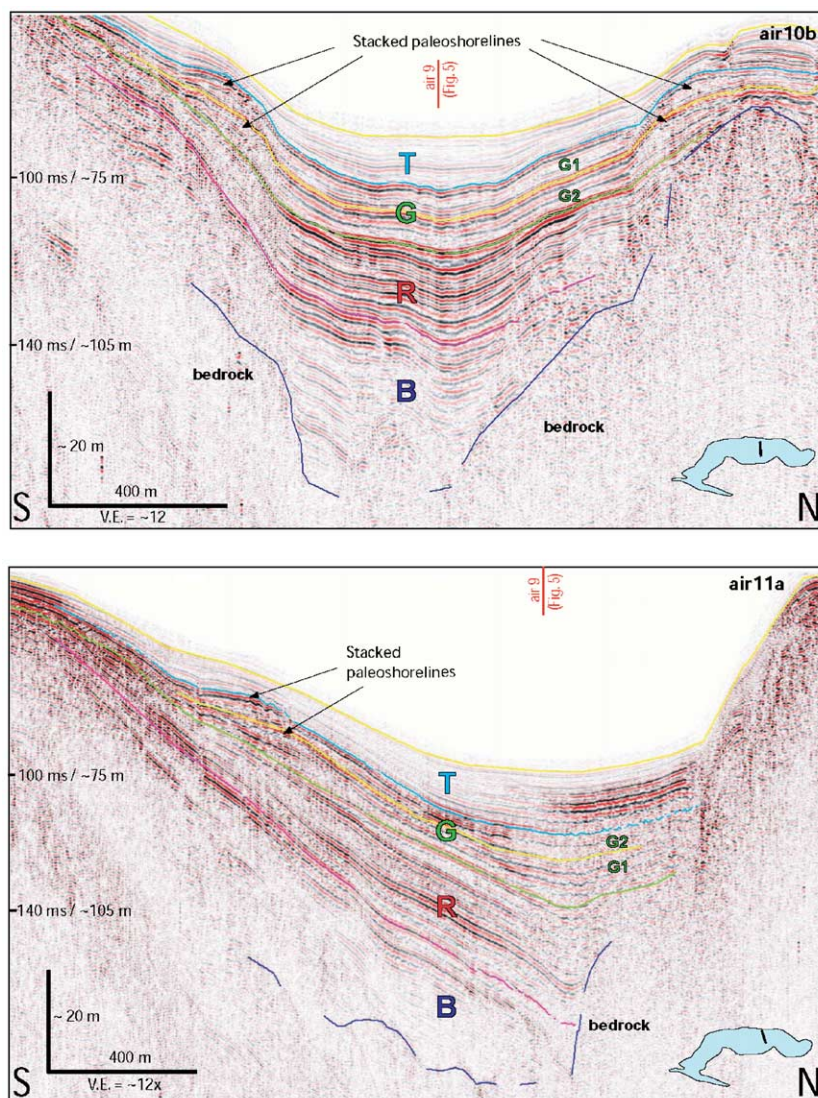 air10b
Stacked paleoshorelines
air 9
(Fig. 5)
T
G1
100 ms / ~75 m
G2
G
R
140 ms / ~105 m
bedrock
B
bedrock
~ 20 m
400 m
S
V.E. = ~12
N
air 9
(Fig. 5)
air11a
Stacked
paleoshorelines
100 ms / ~75 m
T
G
G2
G1
140 ms / ~105 m
R
B
~ 20 m
bedrock
400 m
S
V.E. = ~12x
N